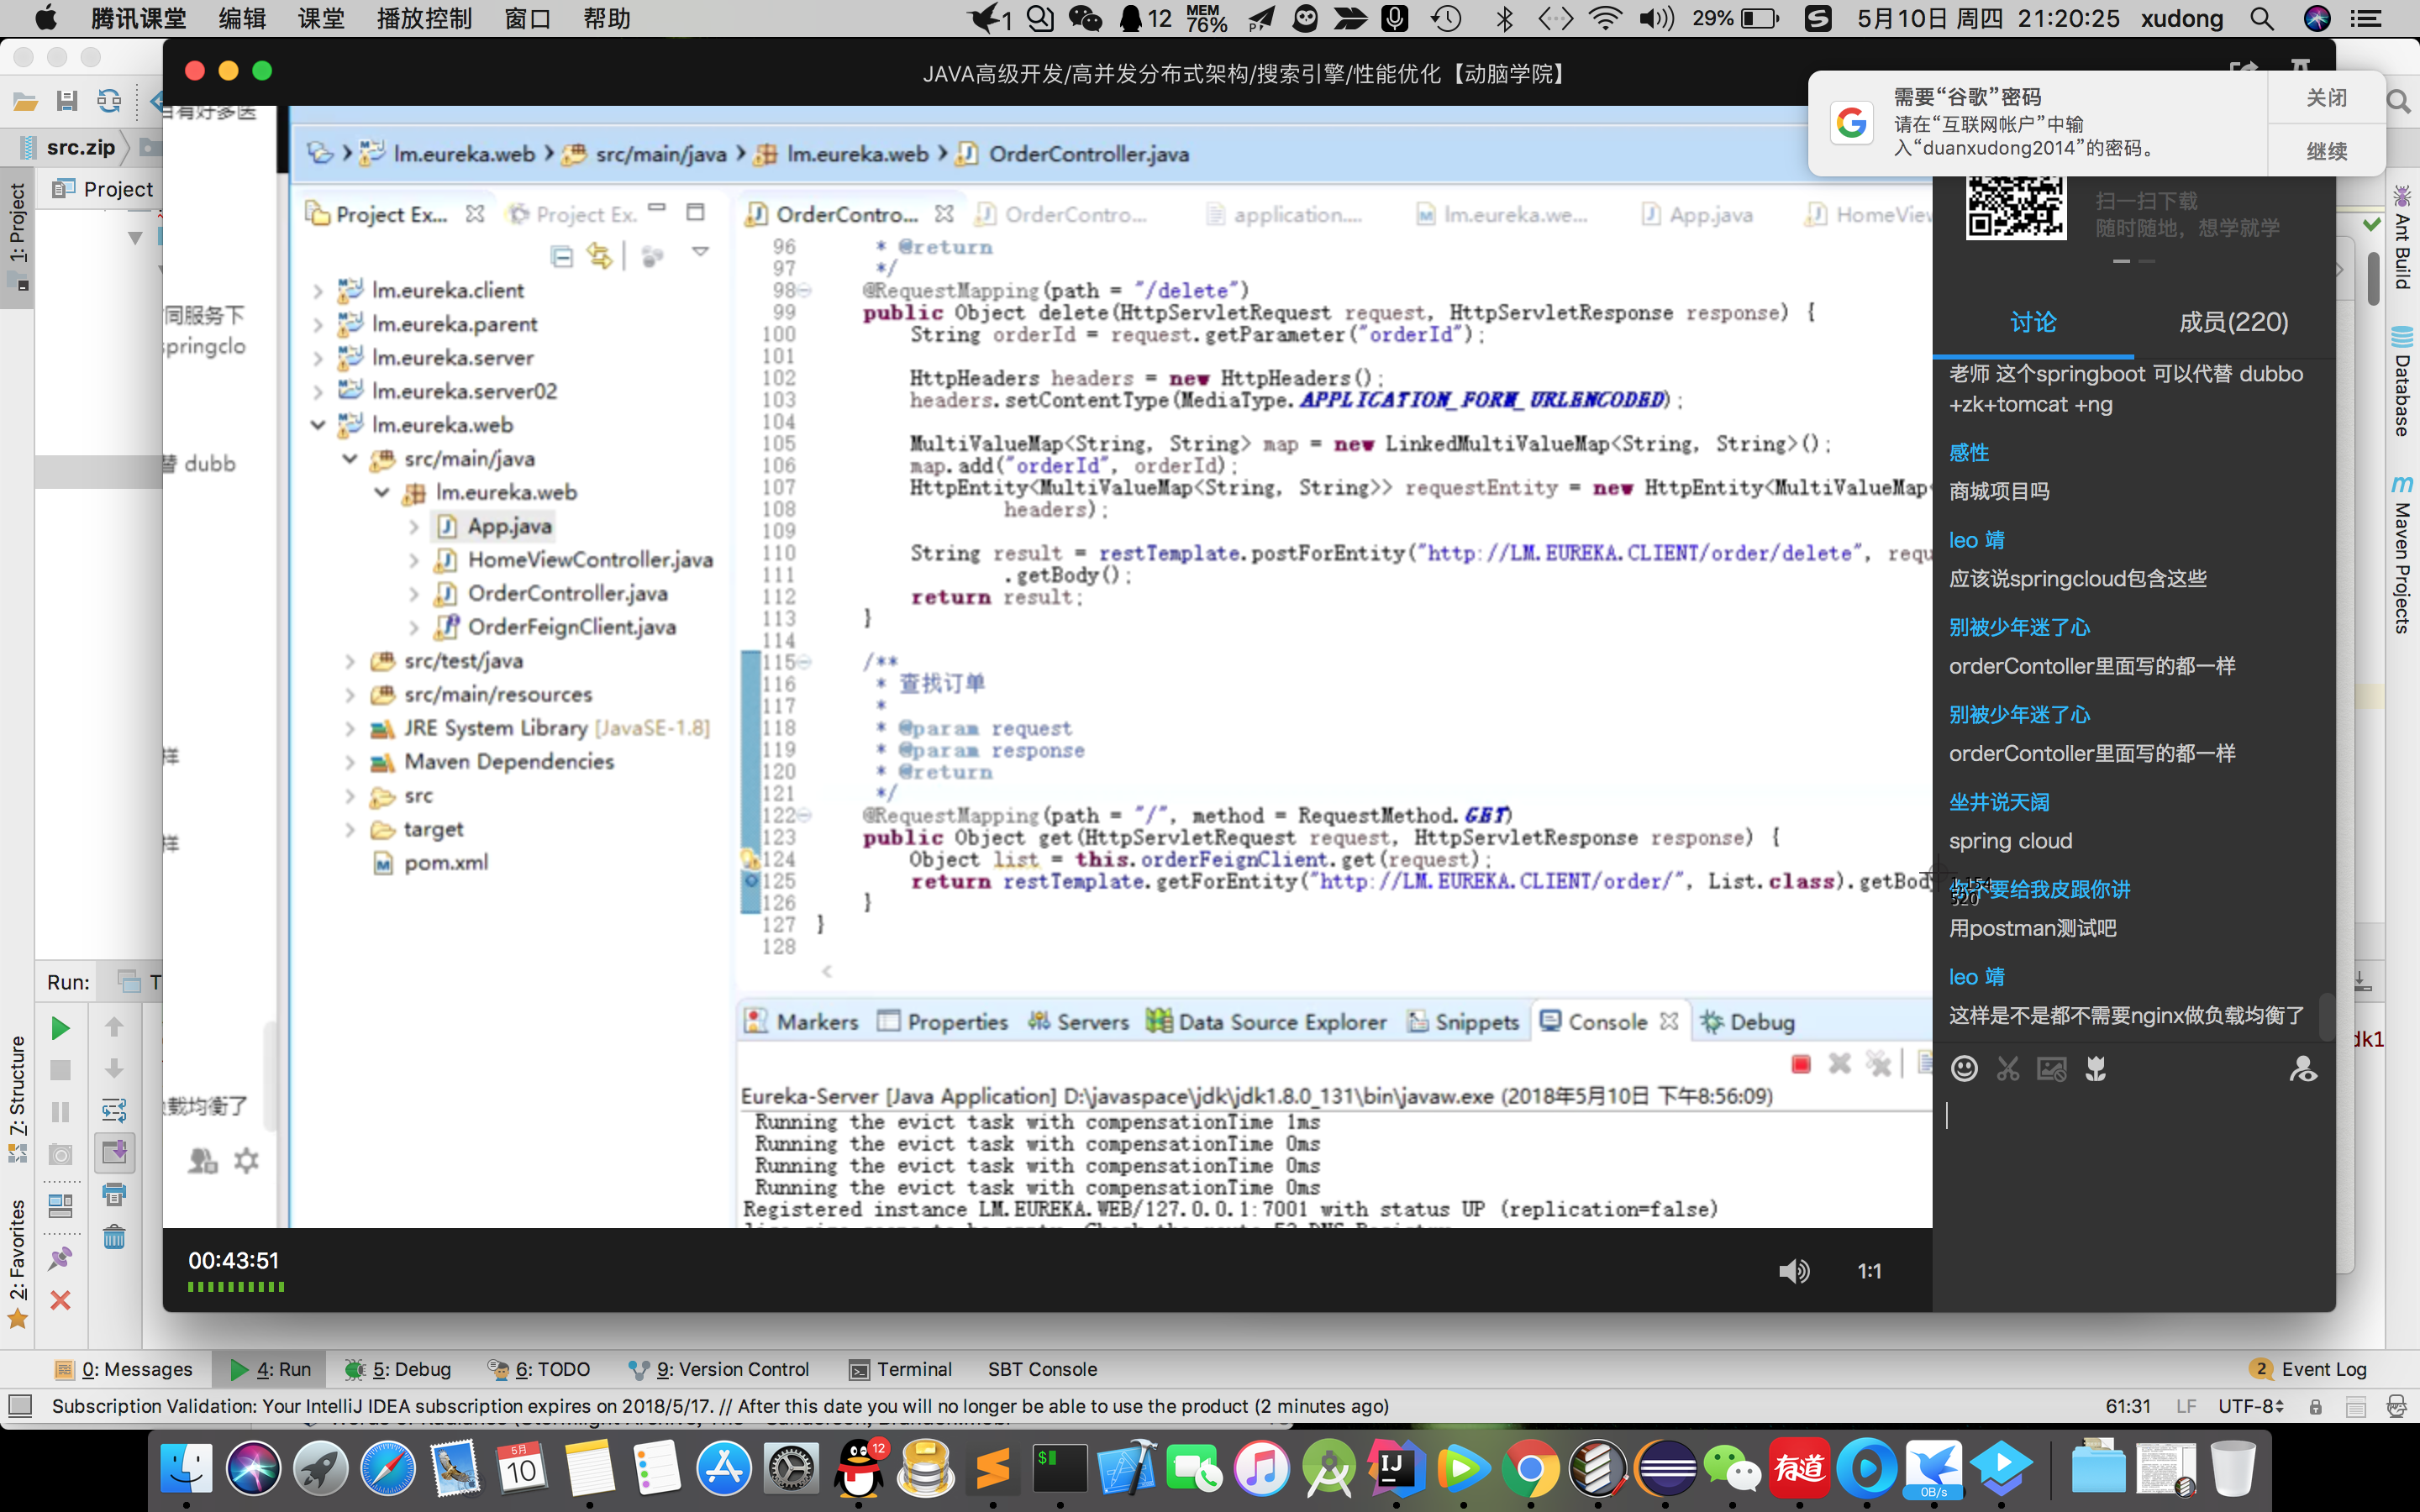 腾讯课堂 编辑 课堂 播放控制 窗口 帮助
1 12 MEM 76% 29% 5月10日 周四 21:20:25 xudong
JAVA高级开发/高并发分布式架构/搜索引擎/性能优化【动脑学院】
需要“谷歌”密码
请在“互联网帐户”中输
入“duanxudong2014”的密码。
关闭
继续
src.zip
Project
1: Project
7: Structure
2: Favorites
Ant Build
Database
Maven Projects
同服务下
springclo
替 dubb
样
样
载均衡了
lm.eureka.web src/main/java lm.eureka.web OrderController.java
Project Ex... Project Ex.
OrderContro... OrderContro... application.... lm.eureka.we... App.java HomeView
lm.eureka.client
lm.eureka.parent
lm.eureka.server
lm.eureka.server02
lm.eureka.web
src/main/java
lm.eureka.web
App.java
HomeViewController.java
OrderController.java
OrderFeignClient.java
src/test/java
src/main/resources
JRE System Library [JavaSE-1.8]
Maven Dependencies
src
target
pom.xml
96 * @return
97 */
98 @RequestMapping(path = "/delete")
99 public Object delete(HttpServletRequest request, HttpServletResponse response) {
100 String orderId = request.getParameter("orderId");
101
102 HttpHeaders headers = new HttpHeaders();
103 headers.setContentType(MediaType.APPLICATION_FORM_URLENCODED);
104
105 MultiValueMap<String, String> map = new LinkedMultiValueMap<String, String>();
106 map.add("orderId", orderId);
107 HttpEntity<MultiValueMap<String, String>> requestEntity = new HttpEntity<MultiValueMap<
108 headers);
109
110 String result = restTemplate.postForEntity("http://LM.EUREKA.CLIENT/order/delete", requ
111 .getBody();
112 return result;
113 }
114
115 /**
116 * 查找订单
117 *
118 * @param request
119 * @param response
120 * @return
121 */
122 @RequestMapping(path = "/", method = RequestMethod.GET)
123 public Object get(HttpServletRequest request, HttpServletResponse response) {
124 Object list = this.orderFeignClient.get(request);
125 return restTemplate.getForEntity("http://LM.EUREKA.CLIENT/order/", List.class).getBod
126 }
127 }
128
Markers Properties Servers Data Source Explorer Snippets Console Debug
Eureka-Server [Java Application] D:\javaspace\jdk\jdk1.8.0_131\bin\javaw.exe (2018年5月10日 下午8:56:09)
Running the evict task with compensationTime 1ms
Running the evict task with compensationTime 0ms
Running the evict task with compensationTime 0ms
Running the evict task with compensationTime 0ms
Registered instance LM.EUREKA.WEB/127.0.0.1:7001 with status UP (replication=false)
扫一扫下载
随时随地，想学就学
讨论 成员(220)
老师 这个springboot 可以代替 dubbo
+zk+tomcat +ng
感性
商城项目吗
leo 靖
应该说springcloud包含这些
别被少年迷了心
orderContoller里面写的都一样
别被少年迷了心
orderContoller里面写的都一样
坐井说天阔
spring cloud
要给我皮跟你讲
用postman测试吧
leo 靖
这样是不是都不需要nginx做负载均衡了
00:43:51
1:1
Run:
dk1
0: Messages 4: Run 5: Debug 6: TODO 9: Version Control Terminal SBT Console 2 Event Log
Subscription Validation: Your IntelliJ IDEA subscription expires on 2018/5/17. // After this date you will no longer be able to use the product (2 minutes ago) 61:31 LF UTF-8
5月
10
12
IJ
有道
0B/s